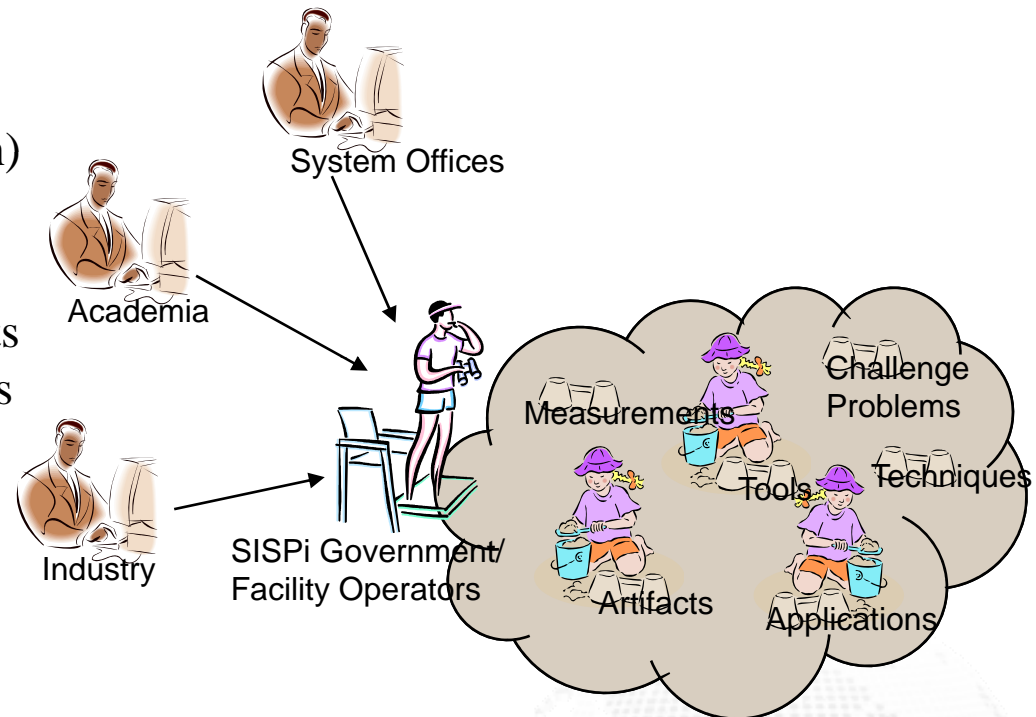 System Offices
Academia
Industry
SISPi Government/
Facility Operators
Measurements
Challenge
Problems
Tools
Techniques
Artifacts
Applications